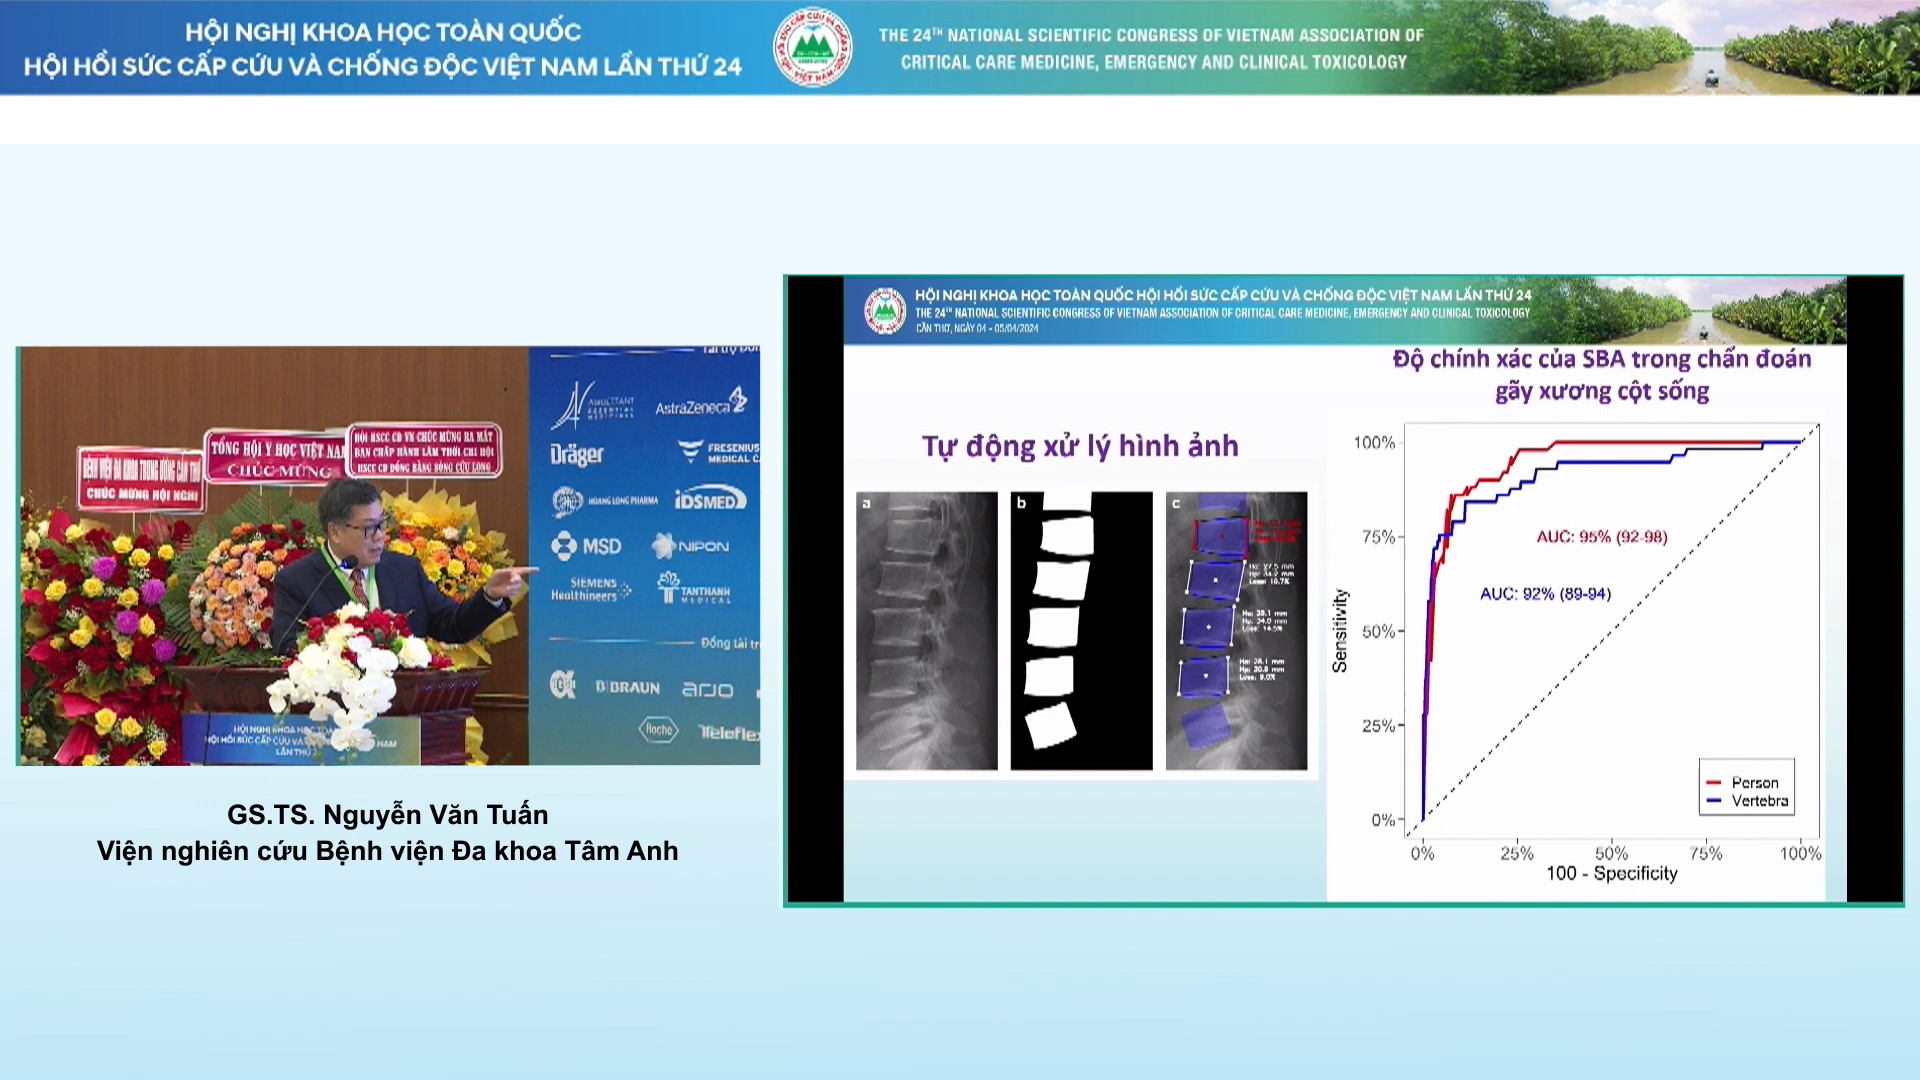 HỘI NGHỊ KHOA HỌC TOÀN QUỐC
HỘI HỒI SỨC CẤP CỨU VÀ CHỐNG ĐỘC VIỆT NAM LẦN THỨ 24
THE 24TH NATIONAL SCIENTIFIC CONGRESS OF VIETNAM ASSOCIATION OF
CRITICAL CARE MEDICINE, EMERGENCY AND CLINICAL TOXICOLOGY
BỆNH VIỆN ĐA KHOA TRUNG ƯƠNG CẦN THƠ
CHÚC MỪNG HỘI NGHỊ
TỔNG HỘI Y HỌC VIỆT NAM
CHÚC MỪNG
HỘI HSCC CĐ VN CHÚC MỪNG RA MẮT
BAN CHẤP HÀNH LÂM THỜI CHI HỘI
HSCC CĐ ĐỒNG BẰNG SÔNG CỬU LONG
AGUETTANT
ESSENTIAL
MEDICINES
AstraZeneca
Dräger
FRESENIUS
MEDICAL C
HOANG LONG PHARMA
iDSMED
MSD
NIPON
SIEMENS
Healthineers
TANTHANH
MEDICAL
Đồng tài tr
B|BRAUN
arjo
Roche
Teleflex
HỘI NGHỊ KHOA HỌC TOÀN
HỘI HỒI SỨC CẤP CỨU VÀ
NAM
LẦN THỨ 2
GS.TS. Nguyễn Văn Tuấn
Viện nghiên cứu Bệnh viện Đa khoa Tâm Anh
HỘI NGHỊ KHOA HỌC TOÀN QUỐC HỘI HỒI SỨC CẤP CỨU VÀ CHỐNG ĐỘC VIỆT NAM LẦN THỨ 24
THE 24TH NATIONAL SCIENTIFIC CONGRESS OF VIETNAM ASSOCIATION OF CRITICAL CARE MEDICINE, EMERGENCY AND CLINICAL TOXICOLOGY
CẦN THƠ, NGÀY 04 - 05/04/2024
Tự động xử lý hình ảnh
a
b
c
Độ chính xác của SBA trong chẩn đoán
gãy xương cột sống
100%
75%
50%
25%
0%
Sensitivity
AUC: 95% (92-98)
AUC: 92% (89-94)
Person
Vertebra
0% 25% 50% 75% 100%
100 - Specificity